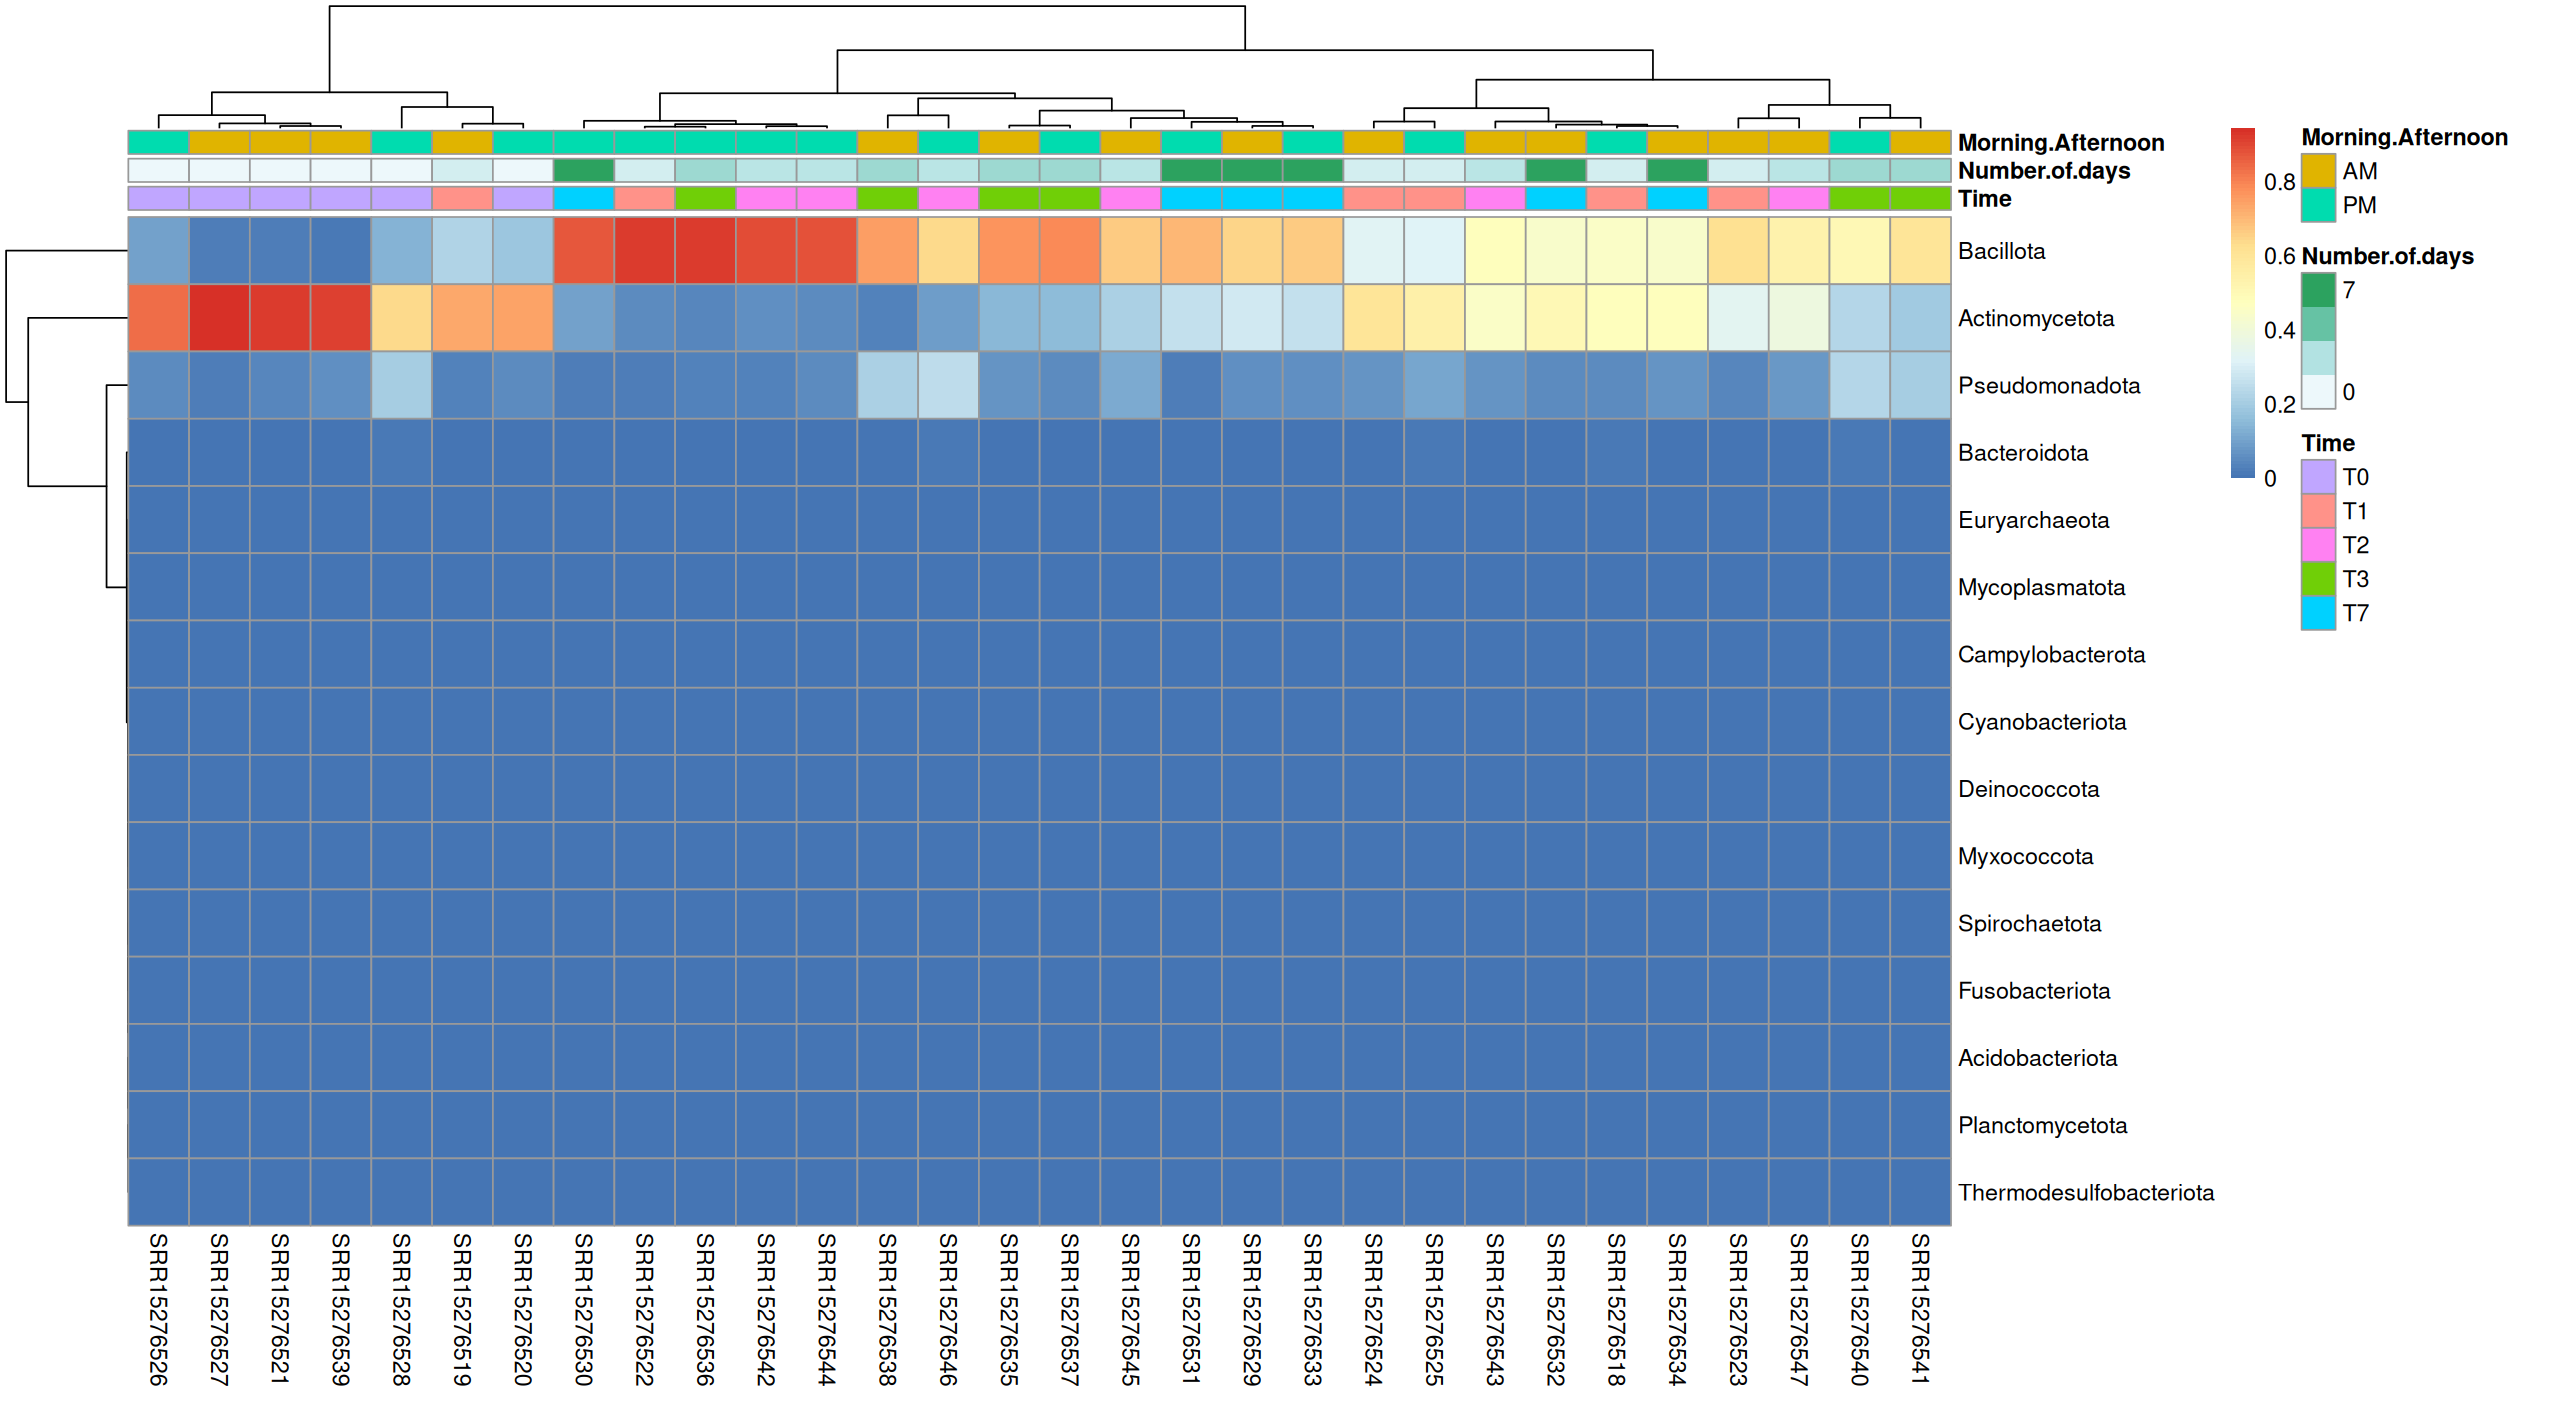 Morning.Afternoon
Number.of.days
Time
Bacillota
Actinomycetota
Pseudomonadota
Bacteroidota
Euryarchaeota
Mycoplasmatota
Campylobacterota
Cyanobacteriota
Deinococcota
Myxococcota
Spirochaetota
Fusobacteriota
Acidobacteriota
Planctomycetota
Thermodesulfobacteriota
SRR15276526
SRR15276527
SRR15276521
SRR15276539
SRR15276528
SRR15276519
SRR15276520
SRR15276530
SRR15276522
SRR15276536
SRR15276542
SRR15276544
SRR15276538
SRR15276546
SRR15276535
SRR15276537
SRR15276545
SRR15276531
SRR15276529
SRR15276533
SRR15276524
SRR15276525
SRR15276543
SRR15276532
SRR15276518
SRR15276534
SRR15276523
SRR15276547
SRR15276540
SRR15276541
0.8
0.6
0.4
0.2
0
Morning.Afternoon
AM
PM
Number.of.days
7
0
Time
T0
T1
T2
T3
T7